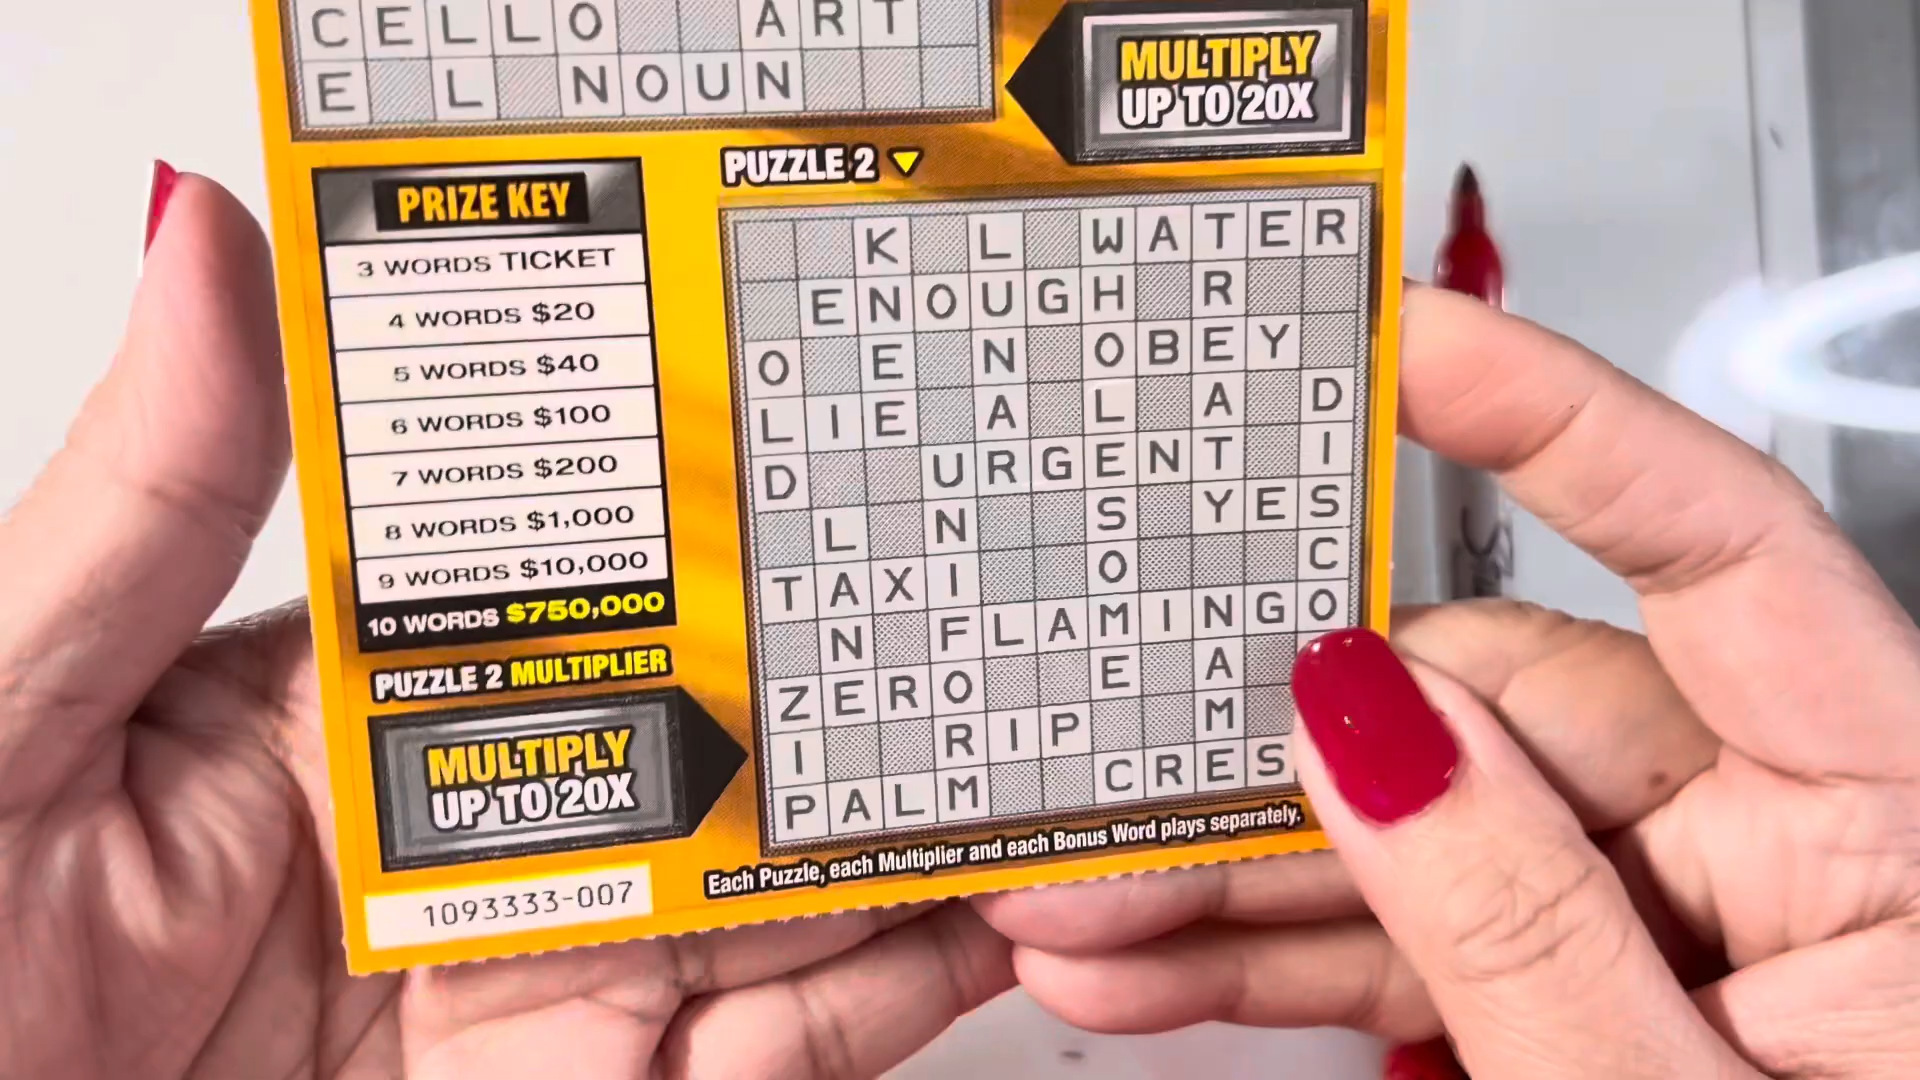 CELLO ART
E L NOUN
MULTIPLY
UP TO 20X
PUZZLE 2
PRIZE KEY
3 WORDS TICKET
4 WORDS $20
5 WORDS $40
6 WORDS $100
7 WORDS $200
8 WORDS $1,000
9 WORDS $10,000
10 WORDS $750,000
PUZZLE 2 MULTIPLIER
MULTIPLY
UP TO 20X
1093333-007
K L WATER
ENOUGH R
O E N OBEY
LIE A L A D
D URGENT I
L N S YES
TAXI O C
N FLAMINGO
ZERO E A
I RIP M
PALM CRES
Each Puzzle, each Multiplier and each Bonus Word plays separately.